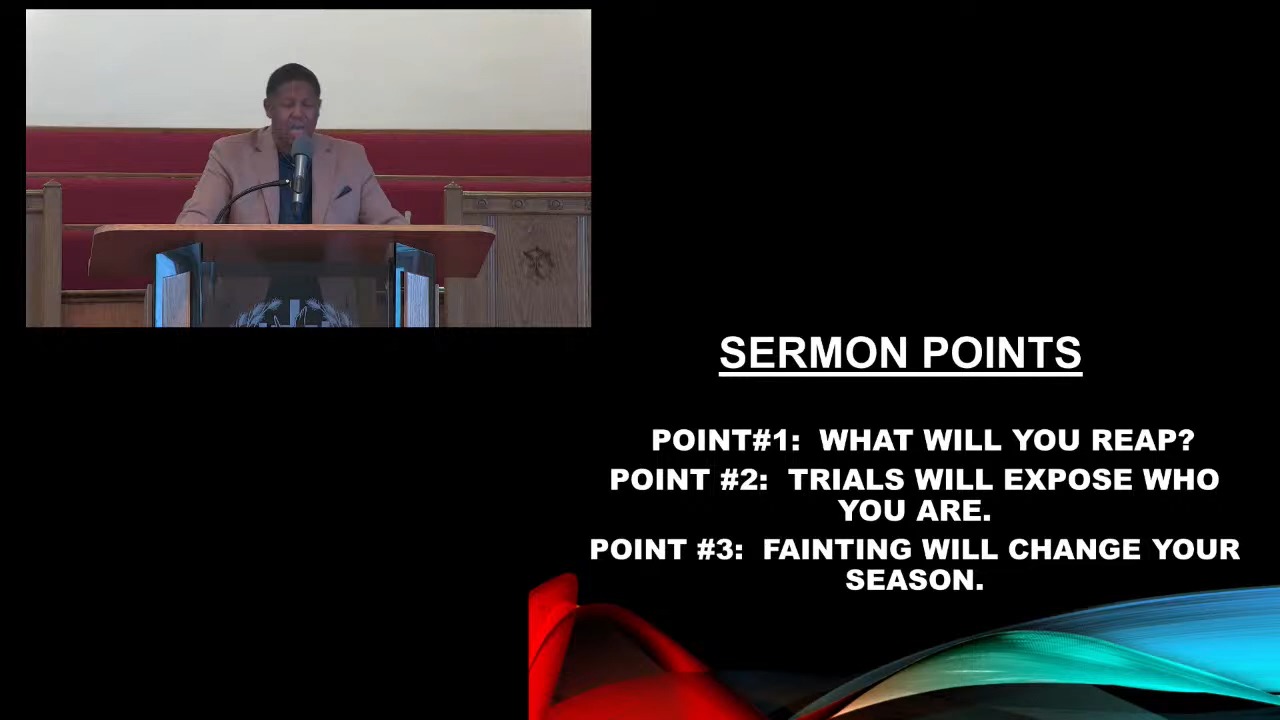 SERMON POINTS
POINT#1: WHAT WILL YOU REAP?
POINT #2: TRIALS WILL EXPOSE WHO
YOU ARE.
POINT #3: FAINTING WILL CHANGE YOUR
SEASON.